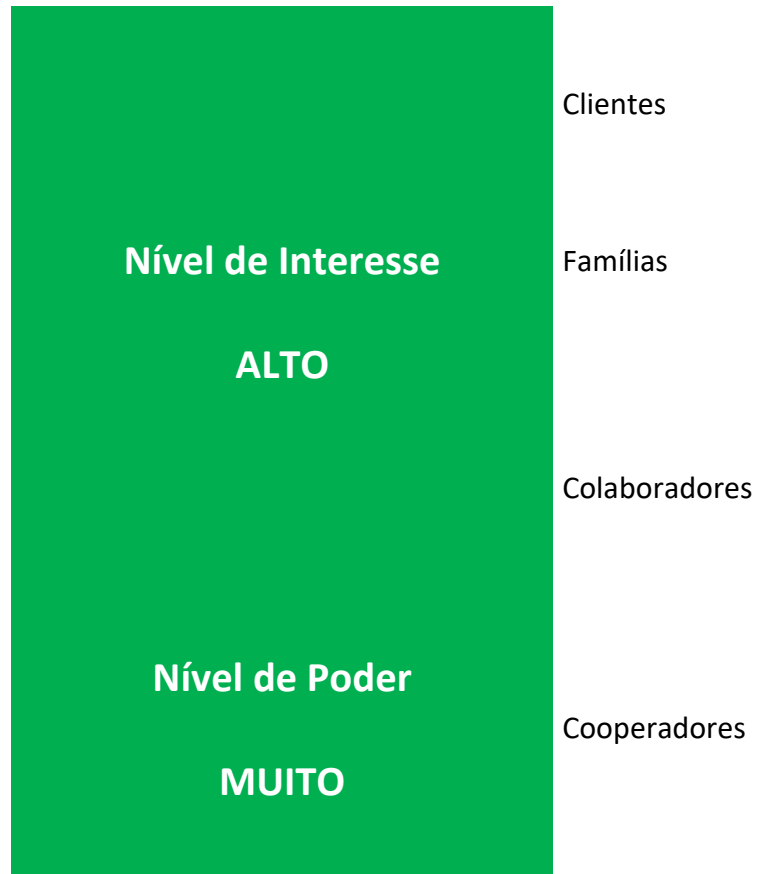 Clientes
Nível de Interesse
Famílias
ALTO
Colaboradores
Nível de Poder
Cooperadores
MUITO